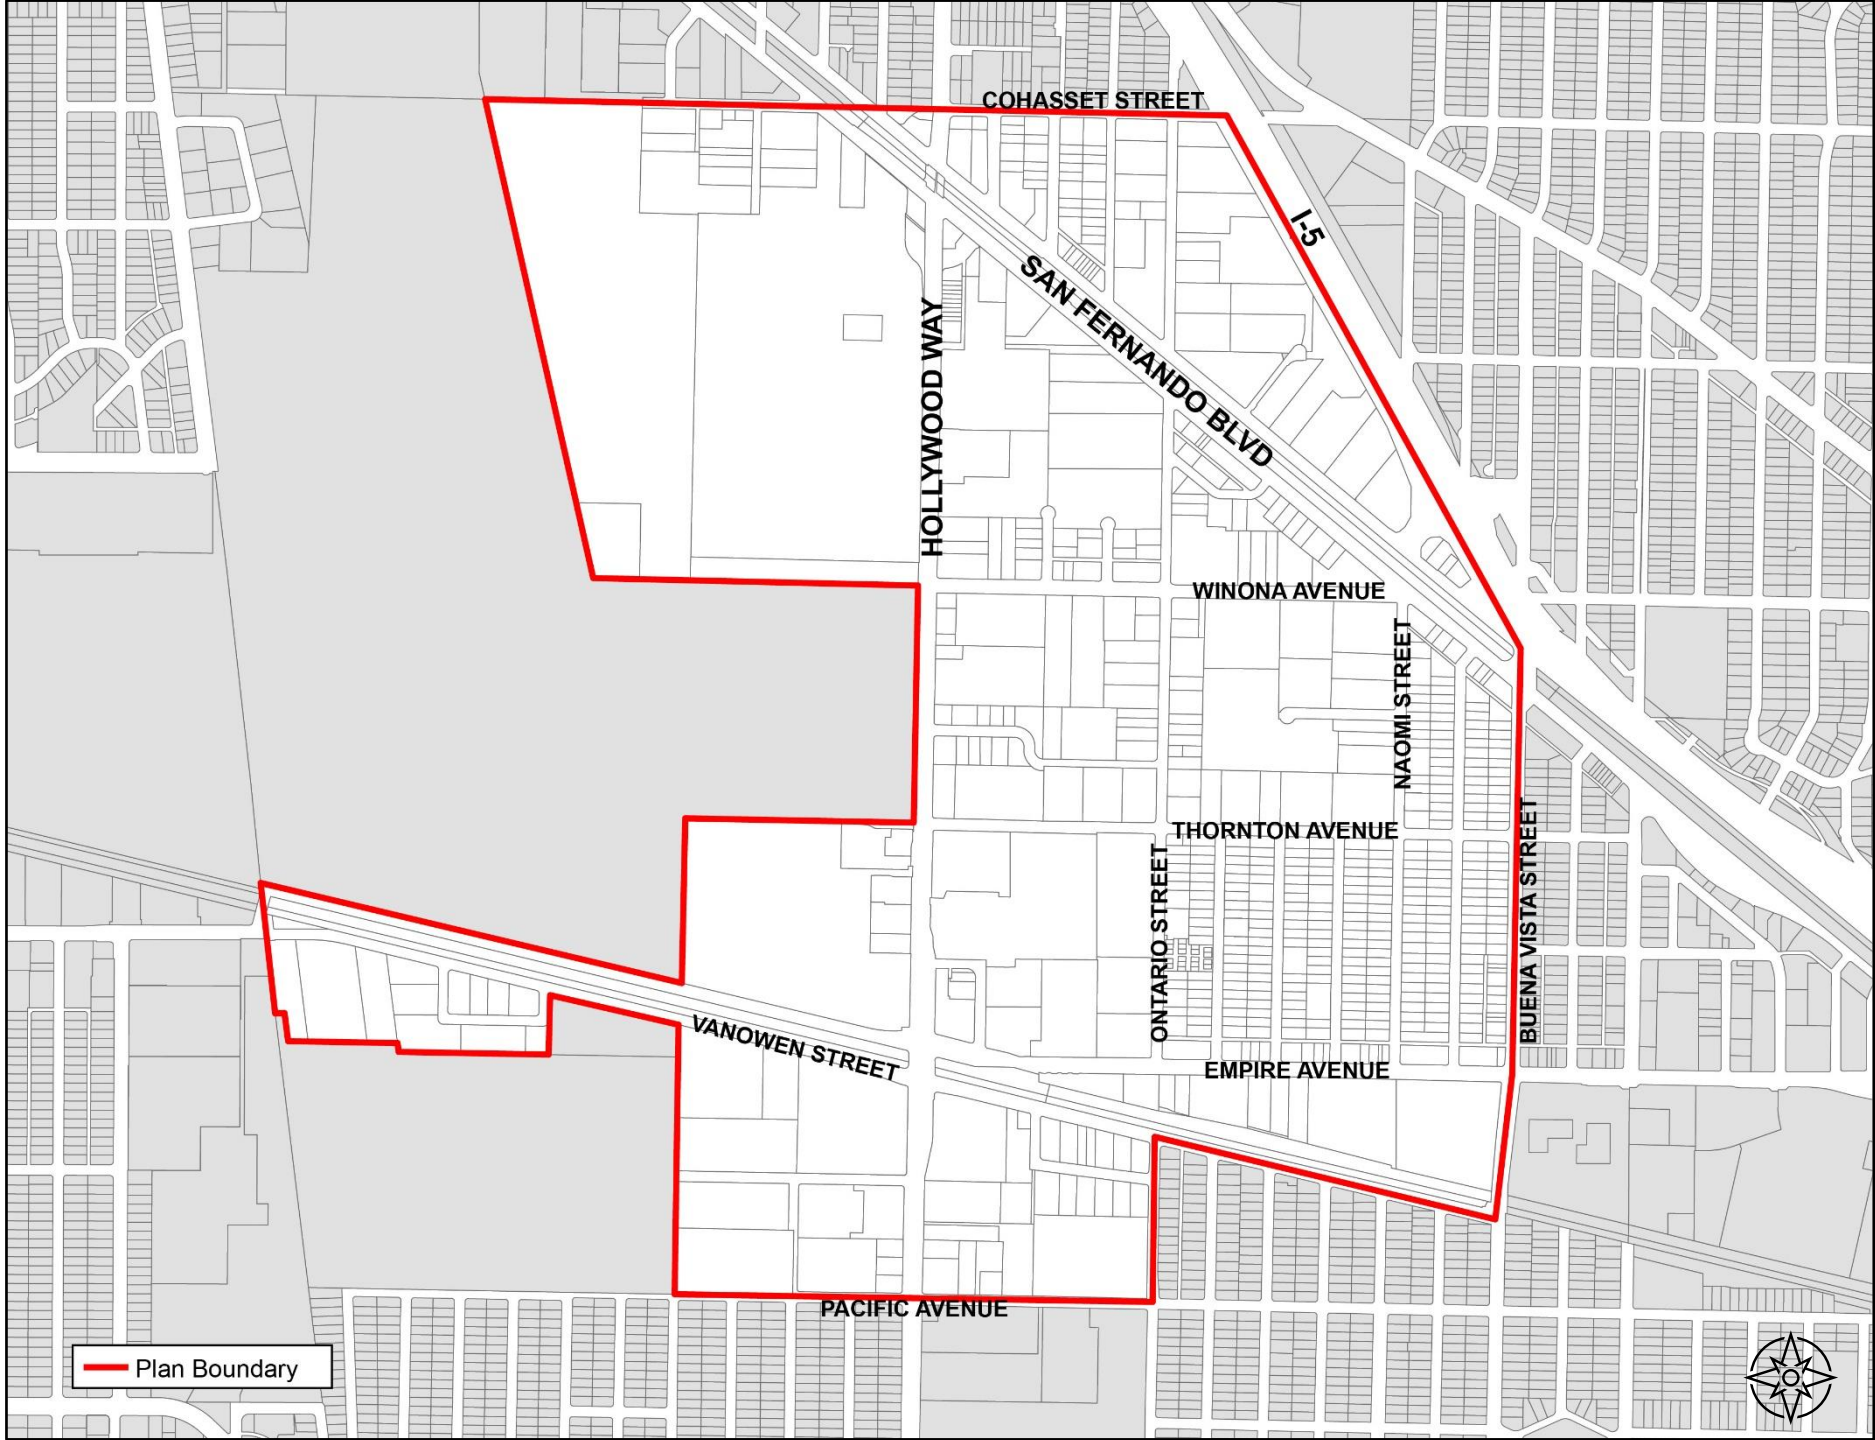 COHASSET STREET
I-5
SAN FERNANDO BLVD
HOLLYWOOD WAY
WINONA AVENUE
NAOMI STREET
THORNTON AVENUE
BUENA VISTA STREET
ONTARIO STREET
VANOWEN STREET
EMPIRE AVENUE
PACIFIC AVENUE
Plan Boundary